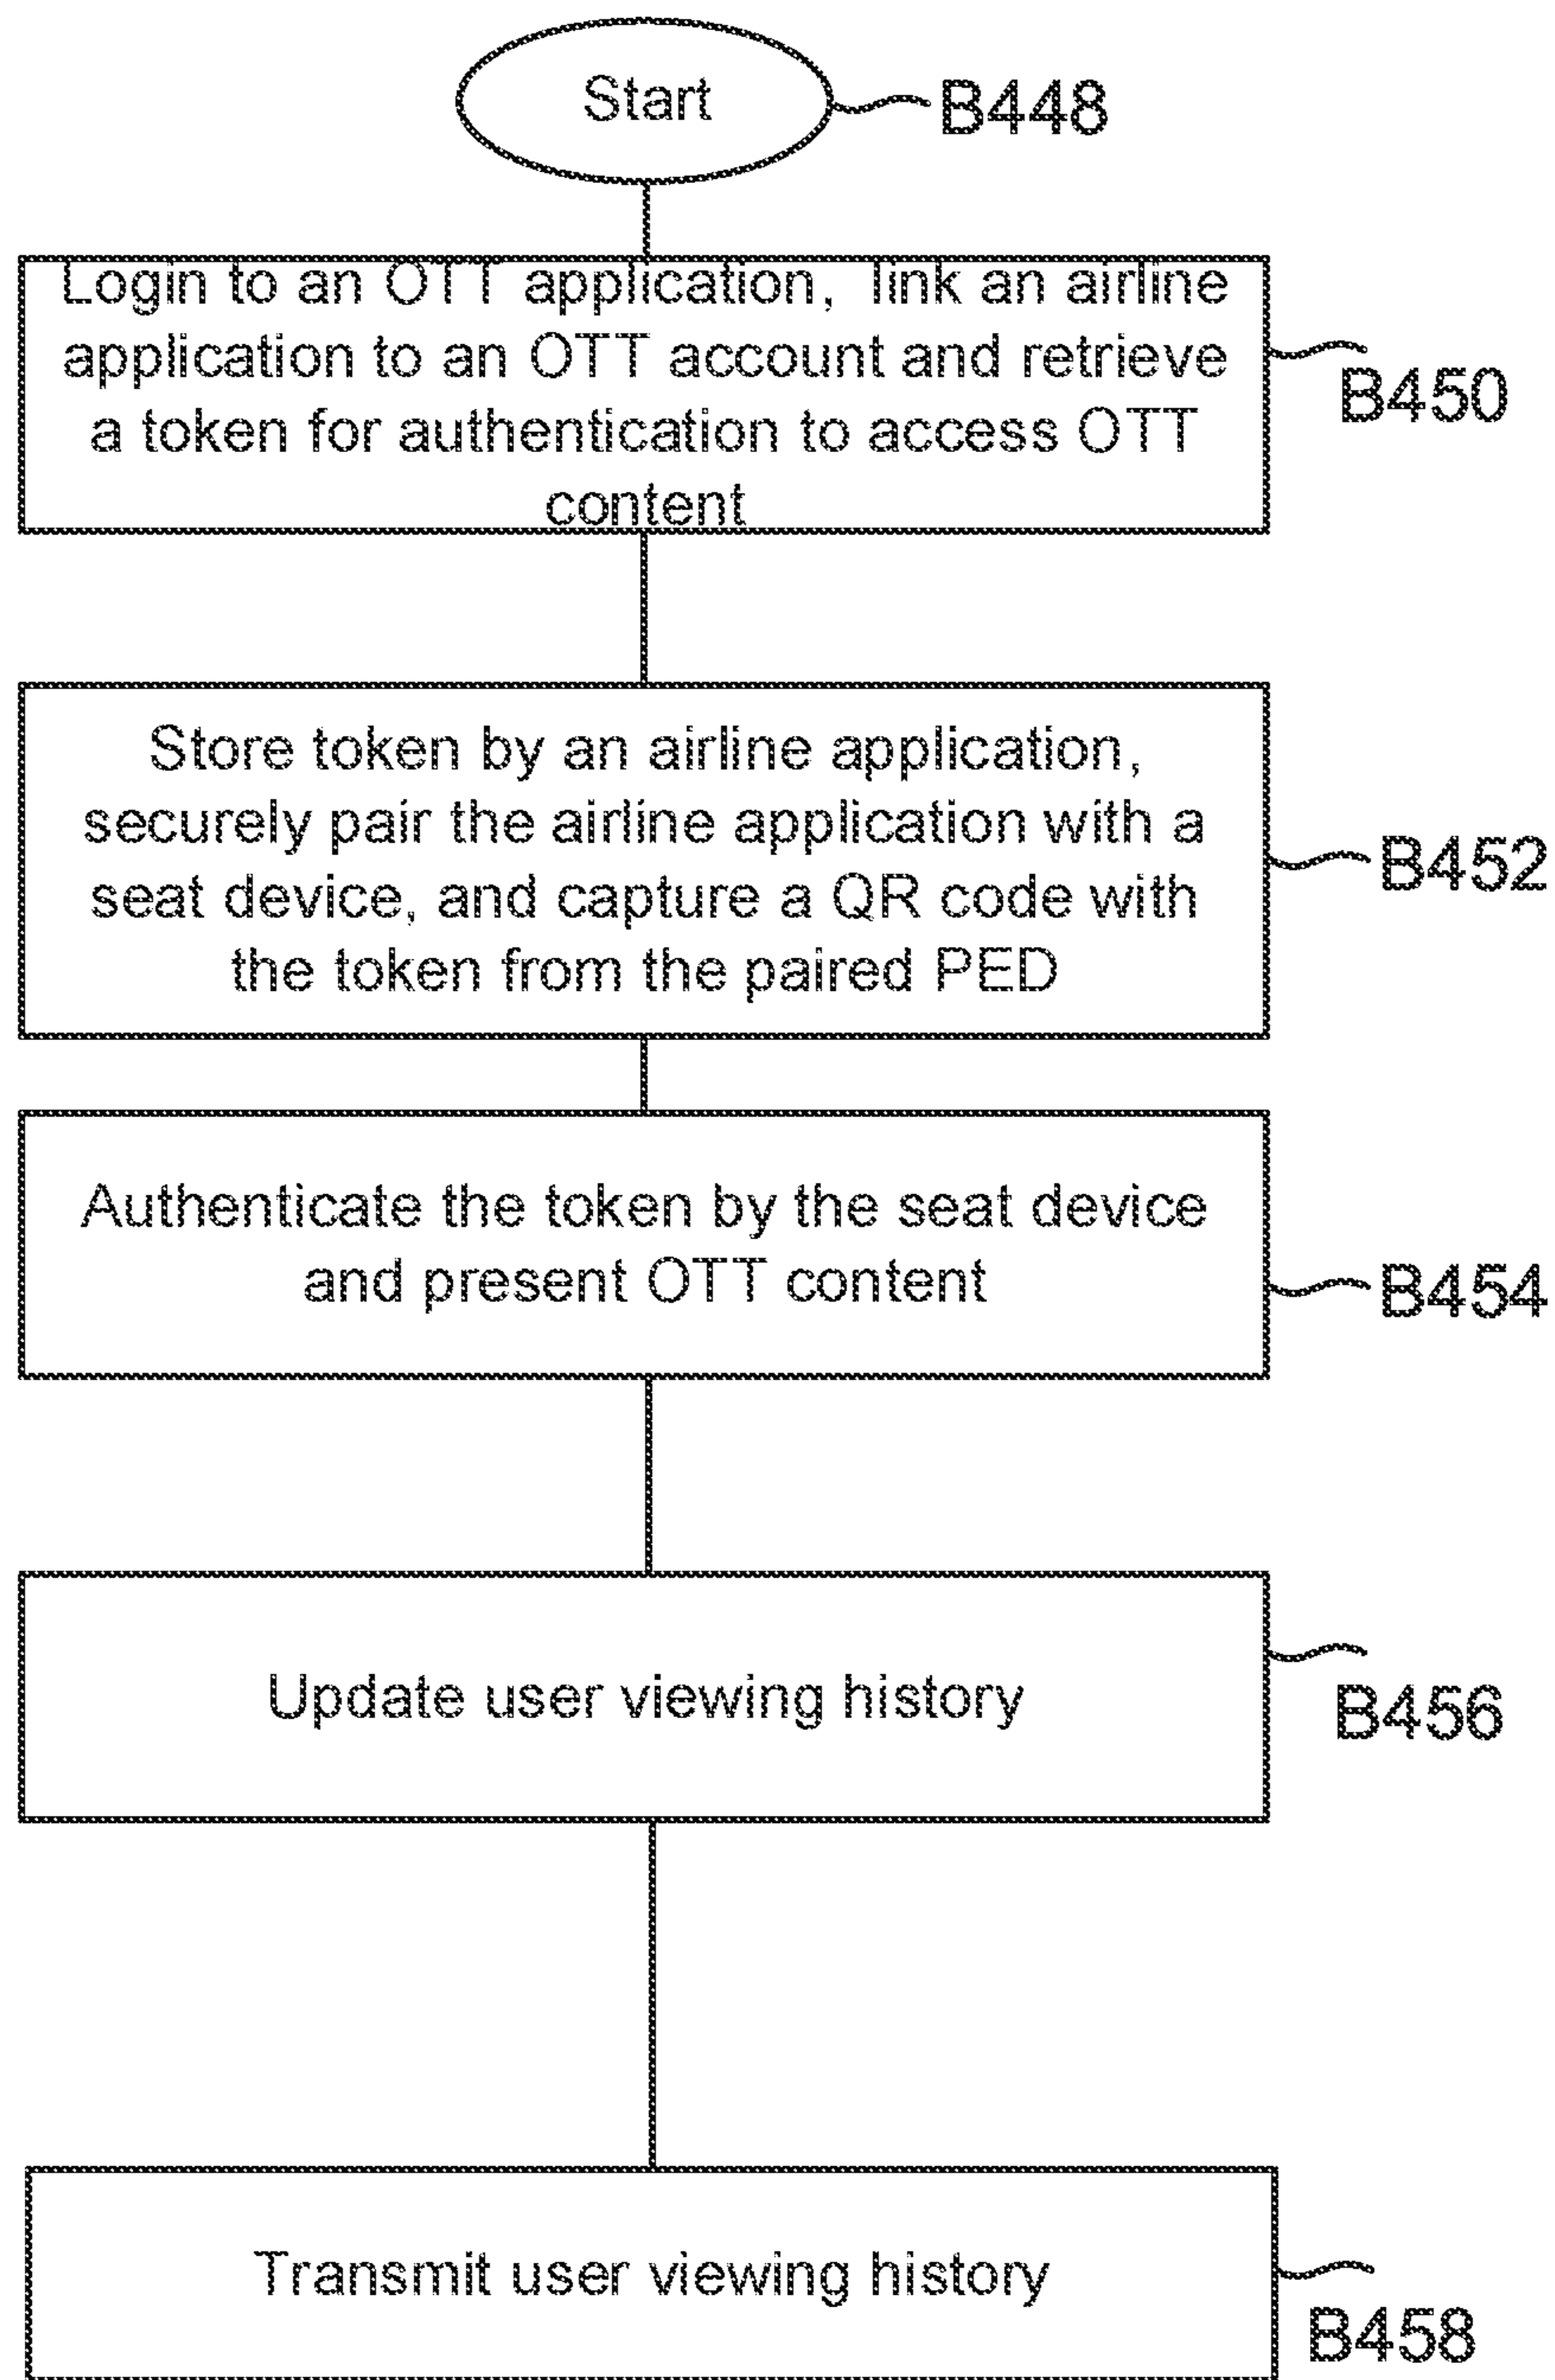 Start
B448
Login to an OTT application, link an airline
application to an OTT account and retrieve
a token for authentication to access OTT
content
B450
Store token by an airline application,
securely pair the airline application with a
seat device, and capture a QR code with
the token from the paired PED
B452
Authenticate the token by the seat device
and present OTT content
B454
Update user viewing history
B456
Transmit user viewing history
B458